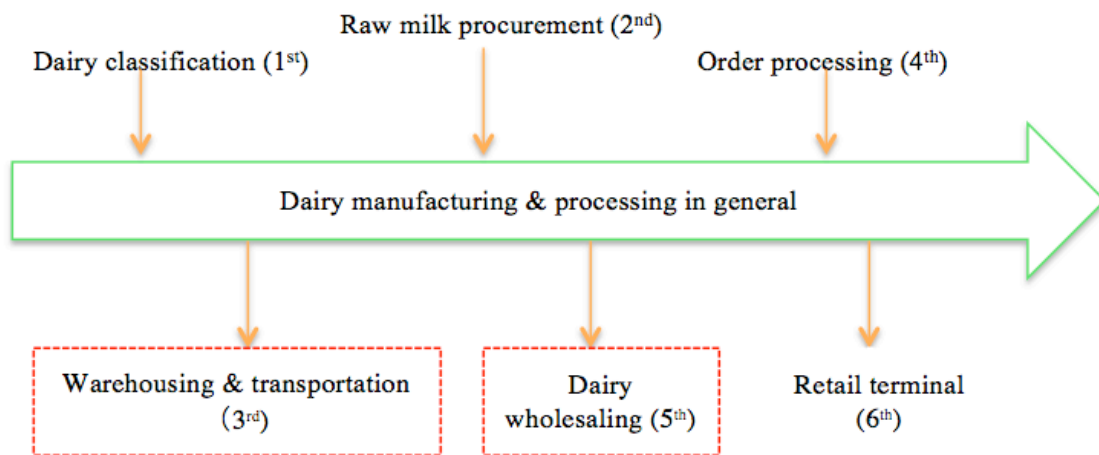 Raw milk procurement (2nd)
Dairy classification (1st)
Order processing (4th)
Dairy manufacturing & processing in general
Warehousing & transportation
(3rd)
Dairy
wholesaling (5th)
Retail terminal
(6th)